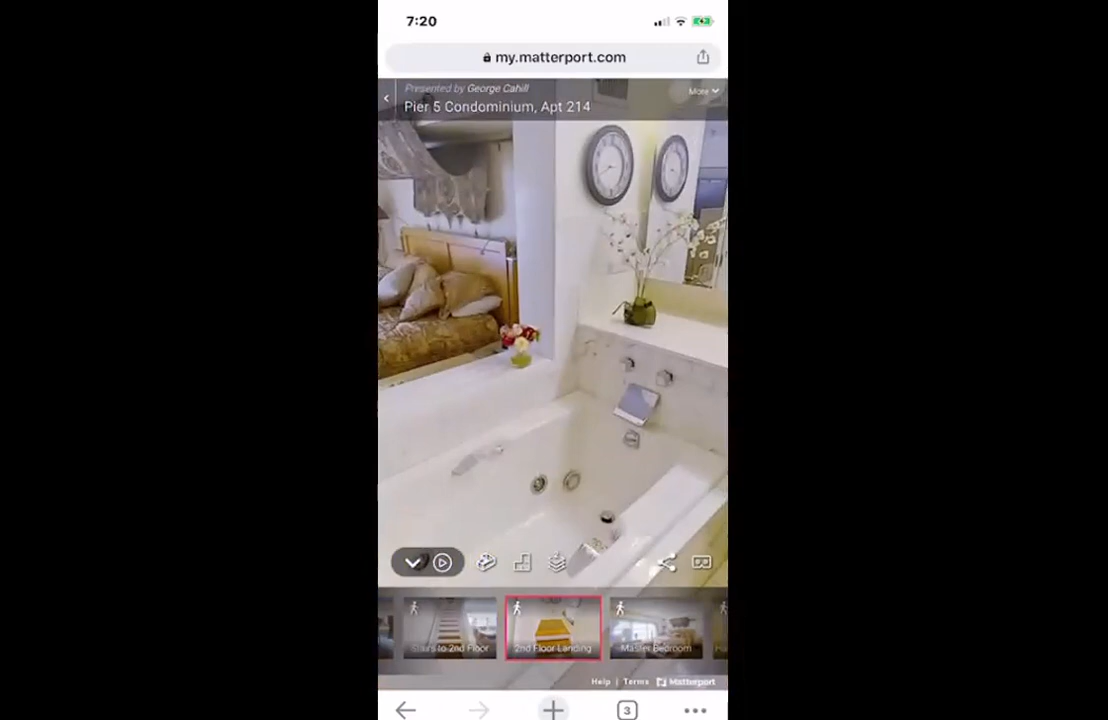 7:20
my.matterport.com
Presented by George Cahill
More
Pier 5 Condominium, Apt 214
Stairs to 2nd Floor
2nd Floor Landing
Master Bedroom
Help | Terms Matterport
3